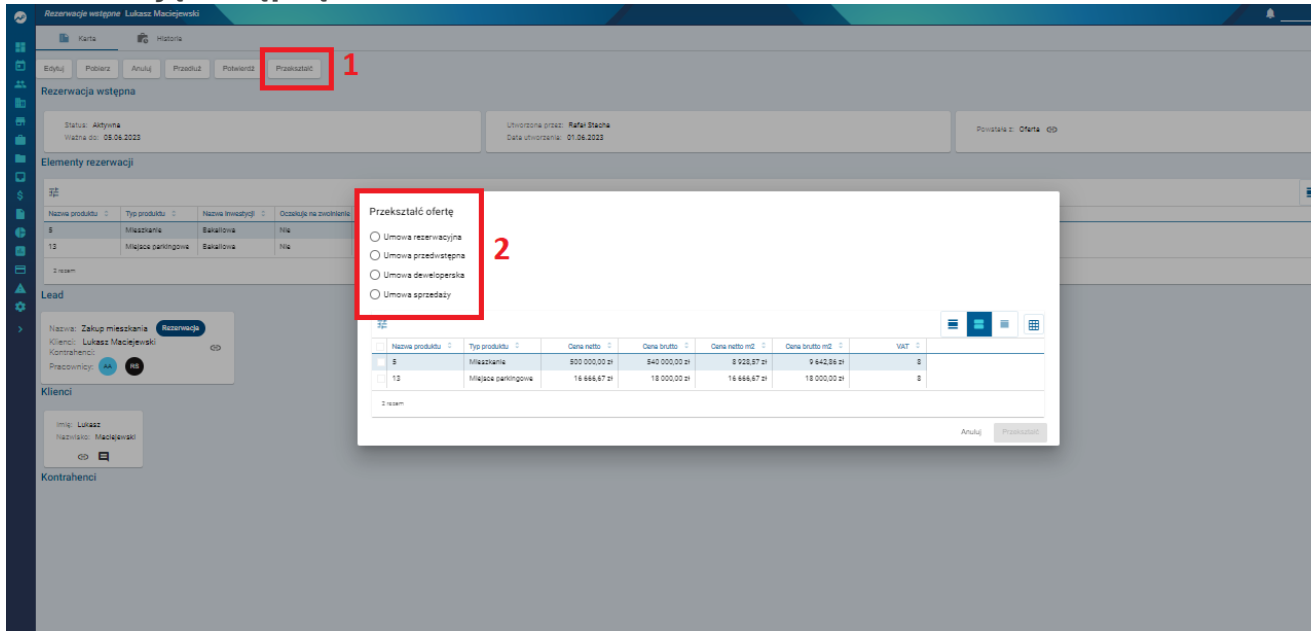 Rezerwacje wstępne Lukasz Maciejewski
Karta Historia
Edytuj Pobierz Anuluj Przedłuż Potwierdź Przekształć 1
Rezerwacja wstępna
Status: Aktywna
Ważna do: 05.06.2023
Utworzona przez: Rafał Stacha
Data utworzenia: 01.06.2023
Powstała z: Oferta
Elementy rezerwacji
Nazwa produktu Typ produktu Nazwa Inwestycji Oczekuje na zwolnienie
5 Mieszkanie Bakaliowa Nie
13 Miejsce parkingowe Bakaliowa Nie
2 razem
Lead
Nazwa: Zakup mieszkania Rezerwacja
Klienci: Lukasz Maciejewski
Kontrahenci:
Pracownicy: AA RS
Klienci
Imię: Lukasz
Nazwisko: Maciejewski
Kontrahenci
Przekształć ofertę
Umowa rezerwacyjna
Umowa przedwstępna
Umowa deweloperska
Umowa sprzedaży
2
Nazwa produktu Typ produktu Cena netto Cena brutto Cena netto m2 Cena brutto m2 VAT
5 Mieszkanie 500 000,00 zł 540 000,00 zł 8 928,57 zł 9 642,86 zł 8
13 Miejsce parkingowe 16 666,67 zł 18 000,00 zł 16 666,67 zł 18 000,00 zł 8
2 razem
Anuluj Przekształć